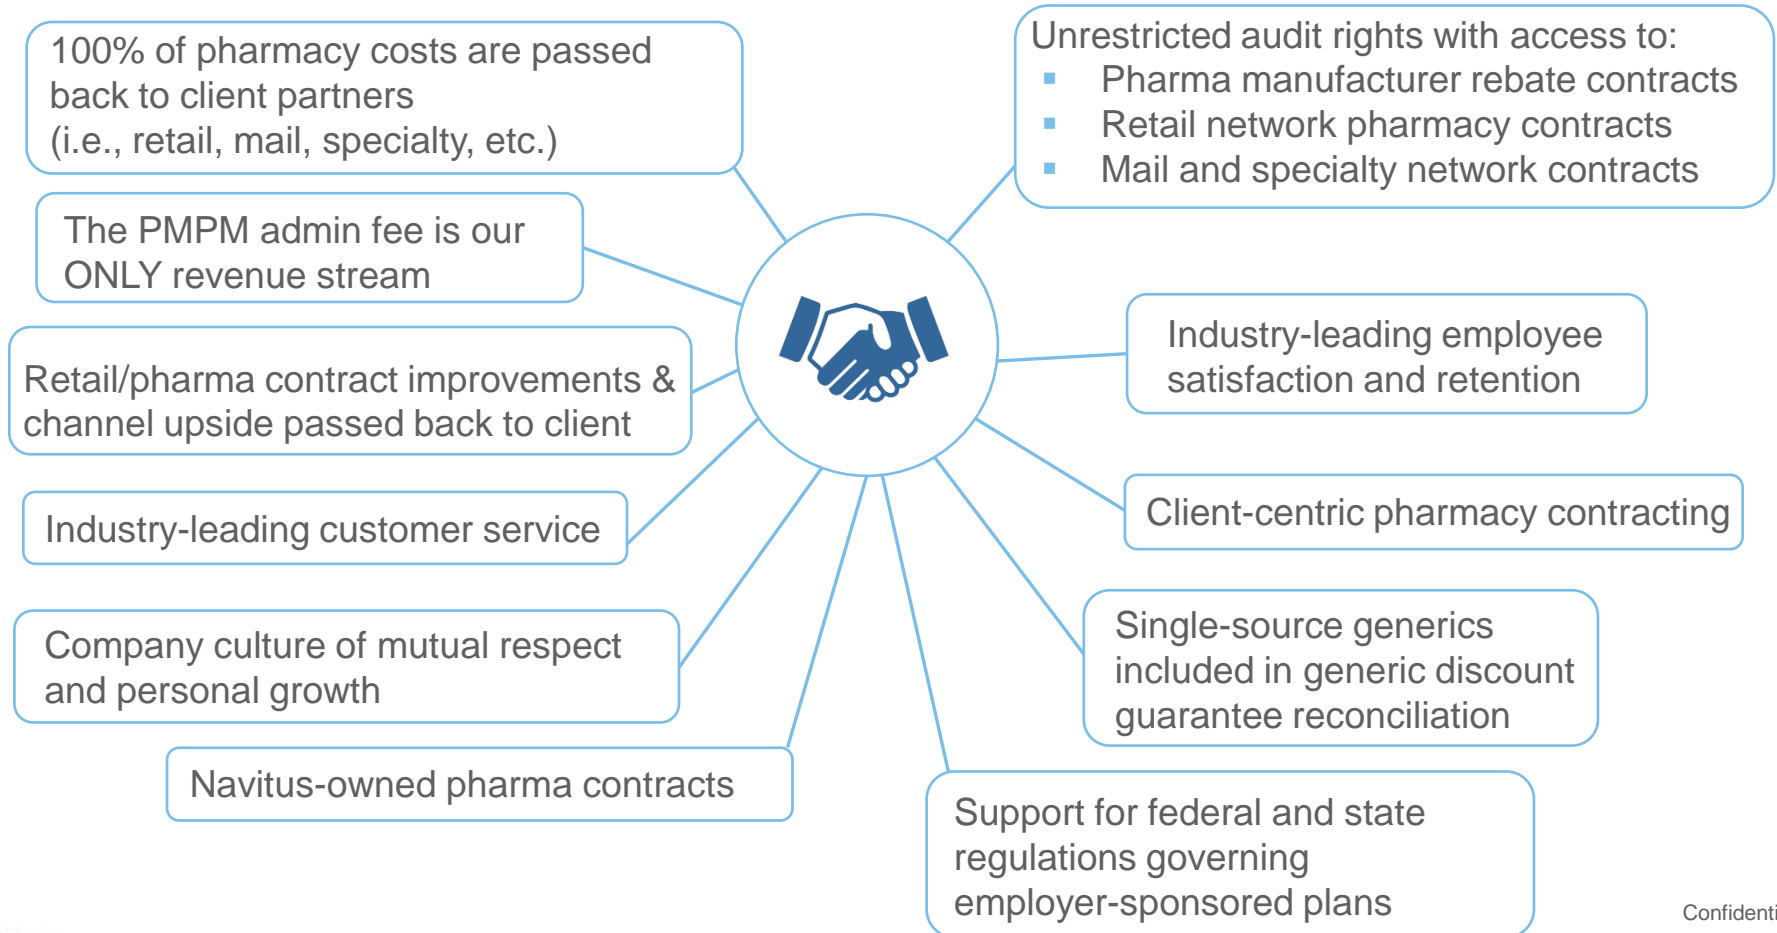 100% of pharmacy costs are passed
back to client partners
(i.e., retail, mail, specialty, etc.)
The PMPM admin fee is our
ONLY revenue stream
Retail/pharma contract improvements &
channel upside passed back to client
Industry-leading customer service
Company culture of mutual respect
and personal growth
Navitus-owned pharma contracts
Unrestricted audit rights with access to:
▪ Pharma manufacturer rebate contracts
▪ Retail network pharmacy contracts
▪ Mail and specialty network contracts
Industry-leading employee
satisfaction and retention
Client-centric pharmacy contracting
Single-source generics
included in generic discount
guarantee reconciliation
Support for federal and state
regulations governing
employer-sponsored plans
Confidenti